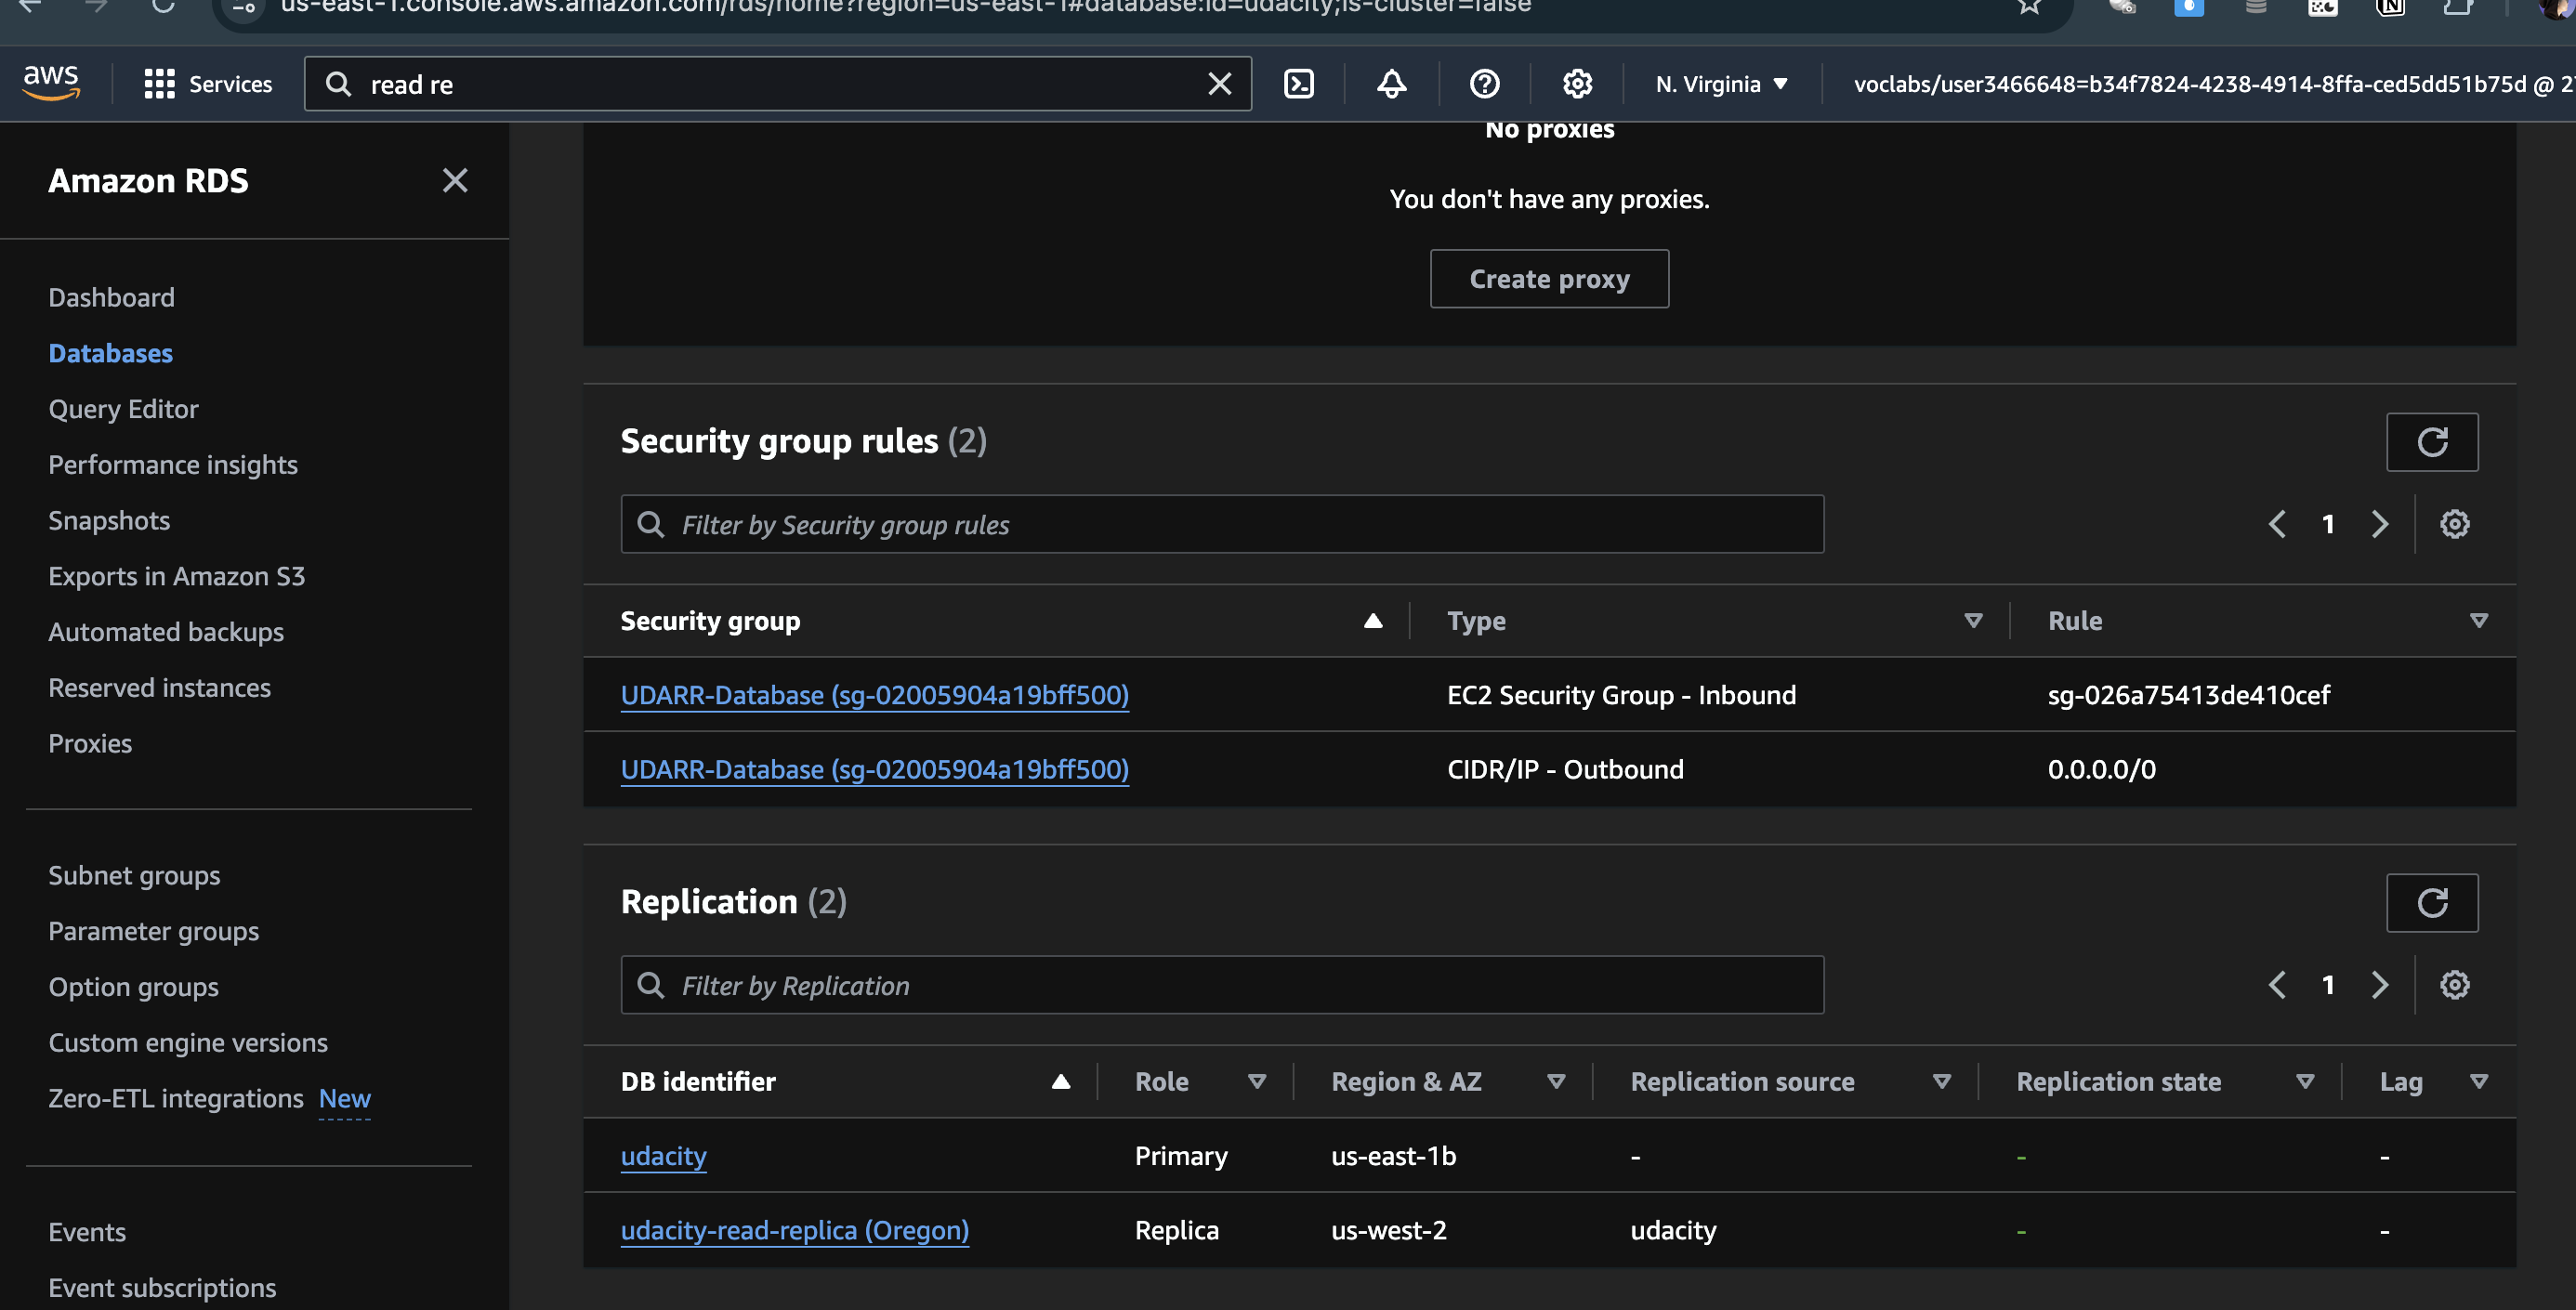 us-east-1.console.aws.amazon.com/rds/home?region=us-east-1#database:id=udacity;is-cluster=false
aws
Services
read re
N. Virginia
voclabs/user3466648=b34f7824-4238-4914-8ffa-ced5dd51b75d @ 2
Amazon RDS
Dashboard
Databases
Query Editor
Performance insights
Snapshots
Exports in Amazon S3
Automated backups
Reserved instances
Proxies
Subnet groups
Parameter groups
Option groups
Custom engine versions
Zero-ETL integrations New
Events
Event subscriptions
No proxies
You don't have any proxies.
Create proxy
Security group rules (2)
Filter by Security group rules
1
Security group Type Rule
UDARR-Database (sg-02005904a19bff500) EC2 Security Group - Inbound sg-026a75413de410cef
UDARR-Database (sg-02005904a19bff500) CIDR/IP - Outbound 0.0.0.0/0
Replication (2)
Filter by Replication
1
DB identifier Role Region & AZ Replication source Replication state Lag
udacity Primary us-east-1b - - -
udacity-read-replica (Oregon) Replica us-west-2 udacity - -